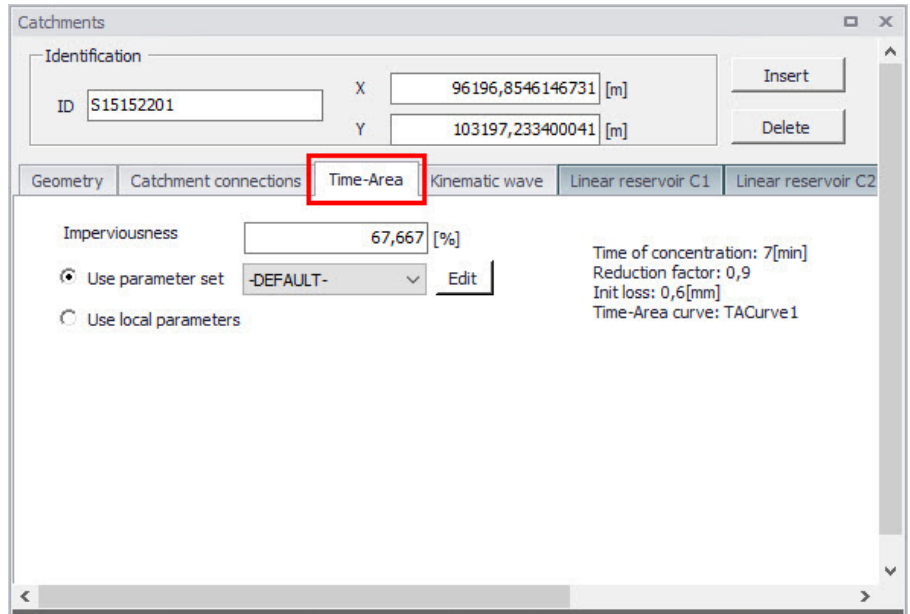 Catchments
Identification
ID S15152201
X 96196,8546146731 [m]
Y 103197,233400041 [m]
Insert
Delete
Geometry Catchment connections Time-Area Kinematic wave Linear reservoir C1 Linear reservoir C2
Imperviousness 67,667 [%]
Use parameter set -DEFAULT- Edit
Use local parameters
Time of concentration: 7[min]
Reduction factor: 0,9
Init loss: 0,6[mm]
Time-Area curve: TACurve1